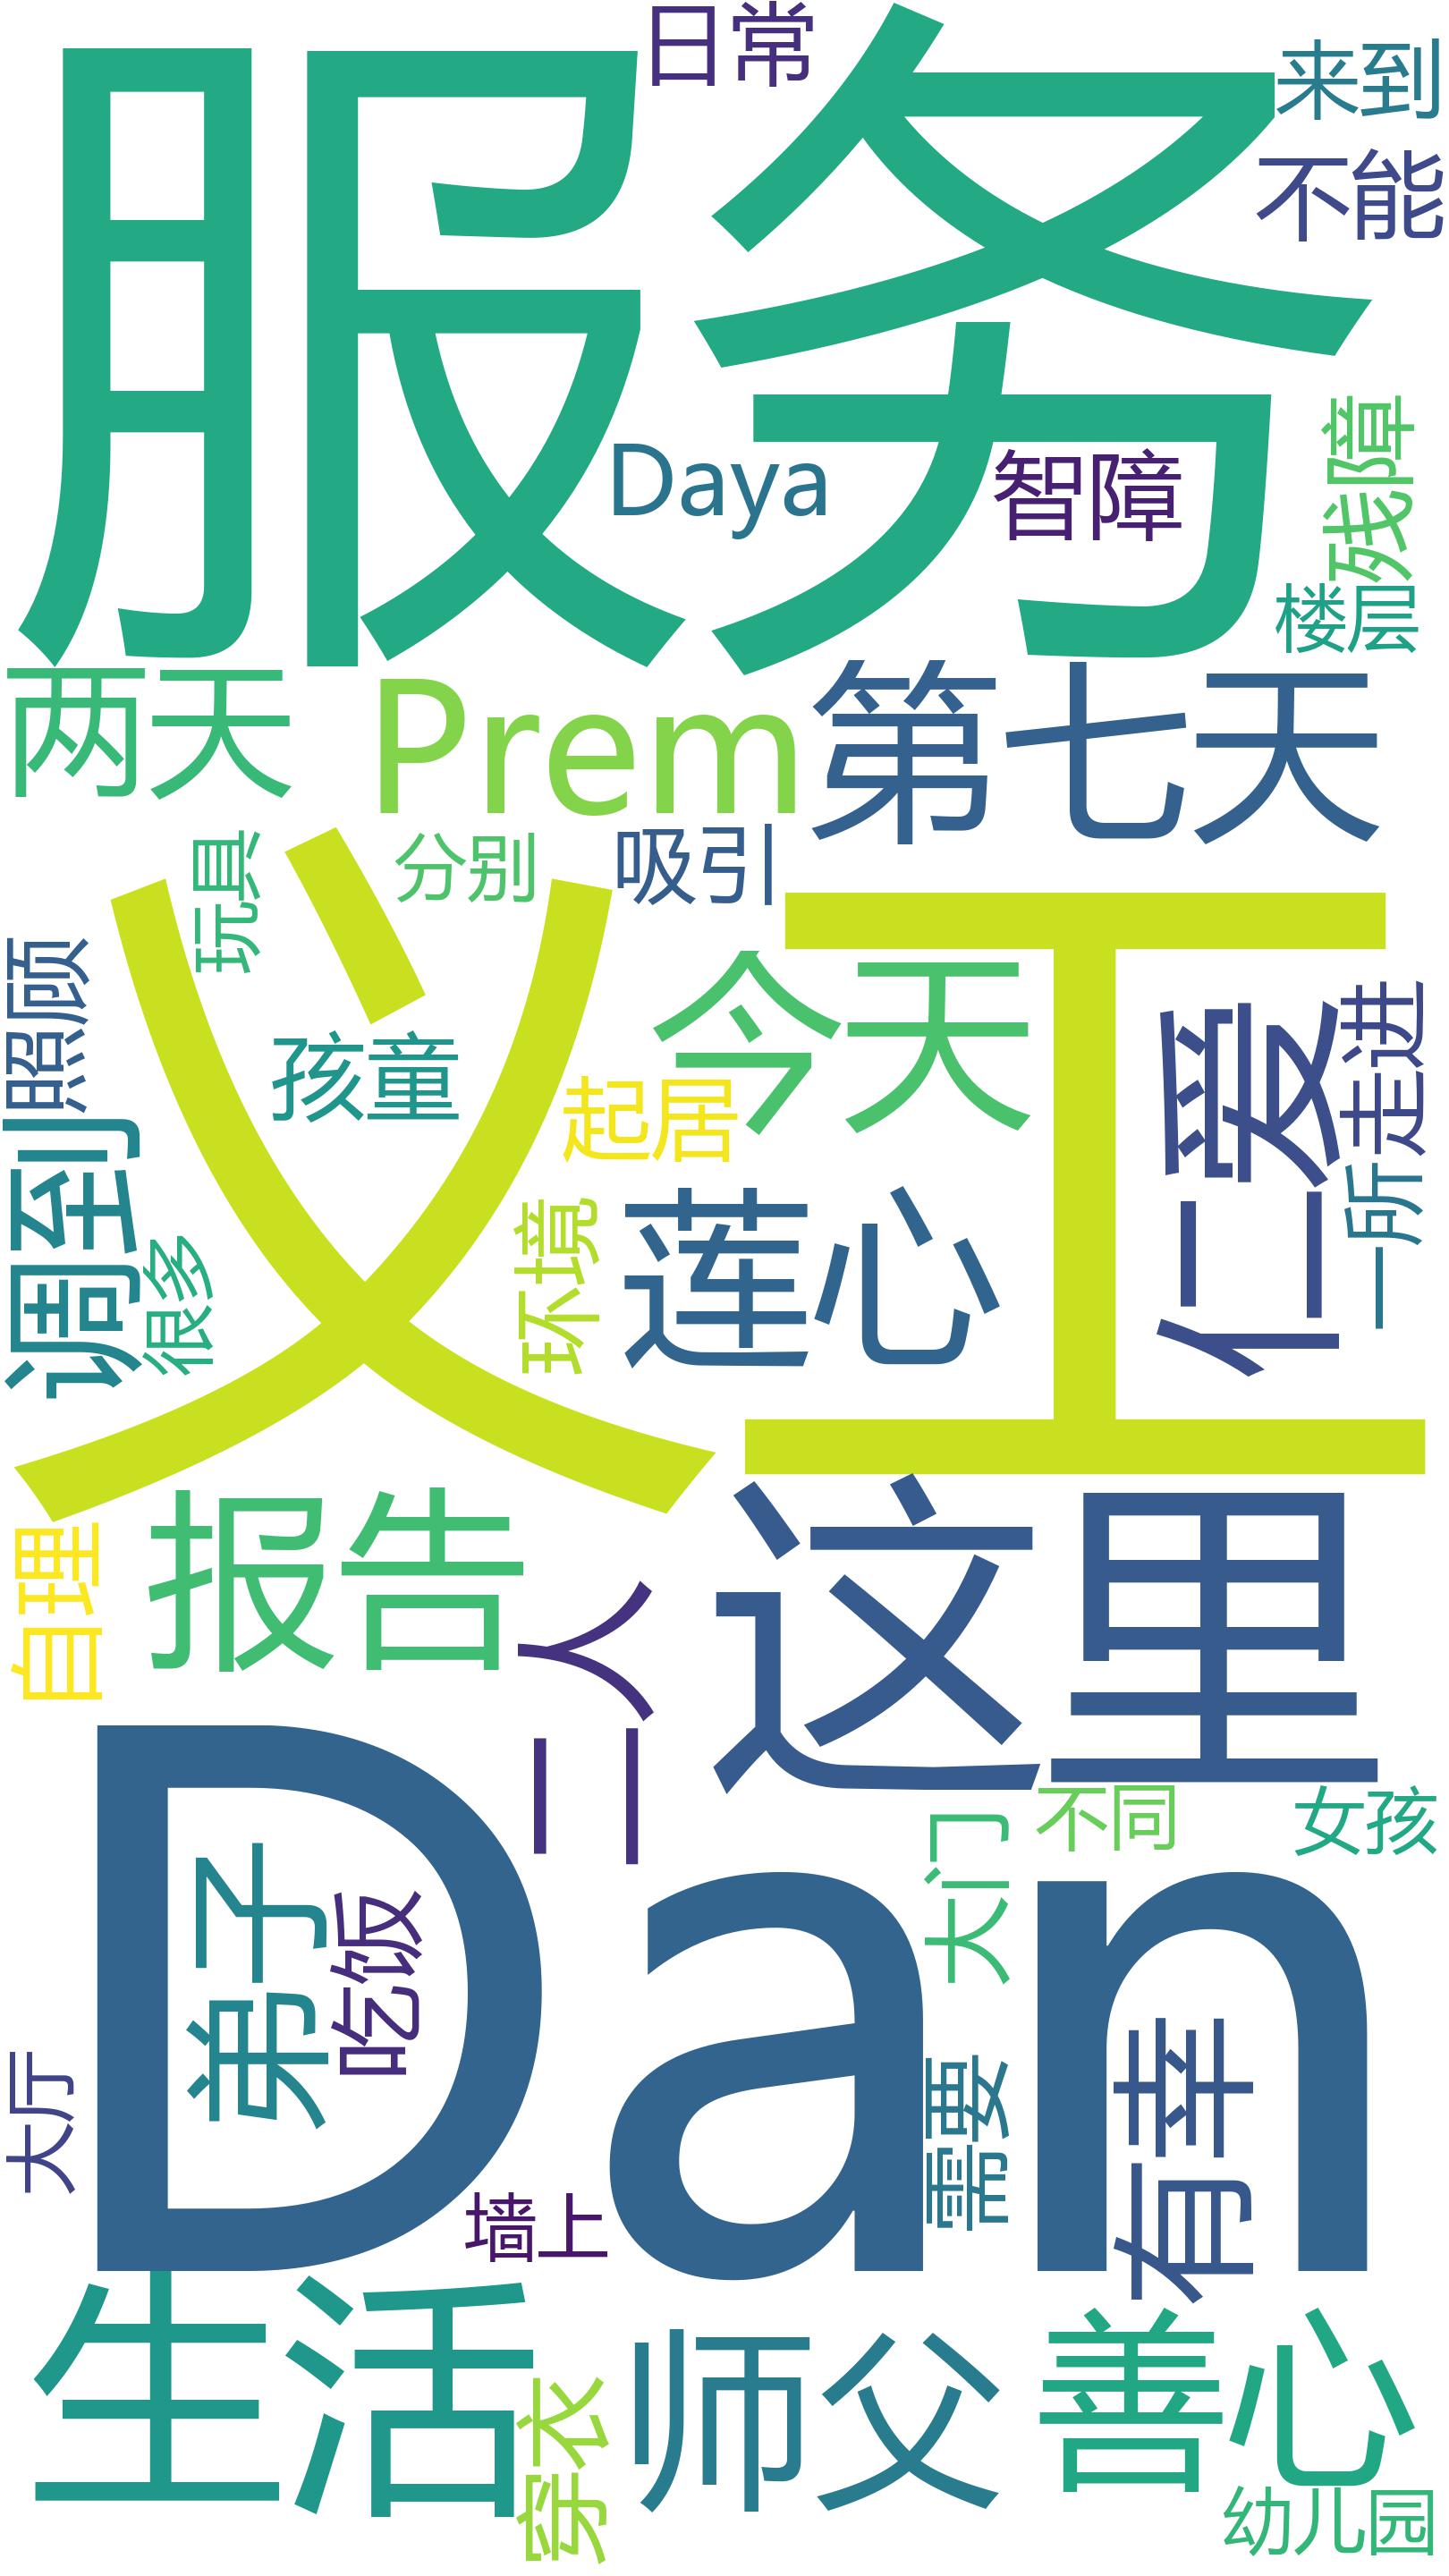 日常
来到
不能
服务
Daya
智障
残障
楼层
两天
Prem
第七天
玩具
分别
吸引
义工
照顾
孩童
今天
仁爱
走进
起居
调到
很多
环境
莲心
一所
自理
报告
二人
这里
Dan
不同
女孩
大门
弟子
吃饭
大厅
需要
有幸
墙上
生活
穿衣
师父
善心
幼儿园